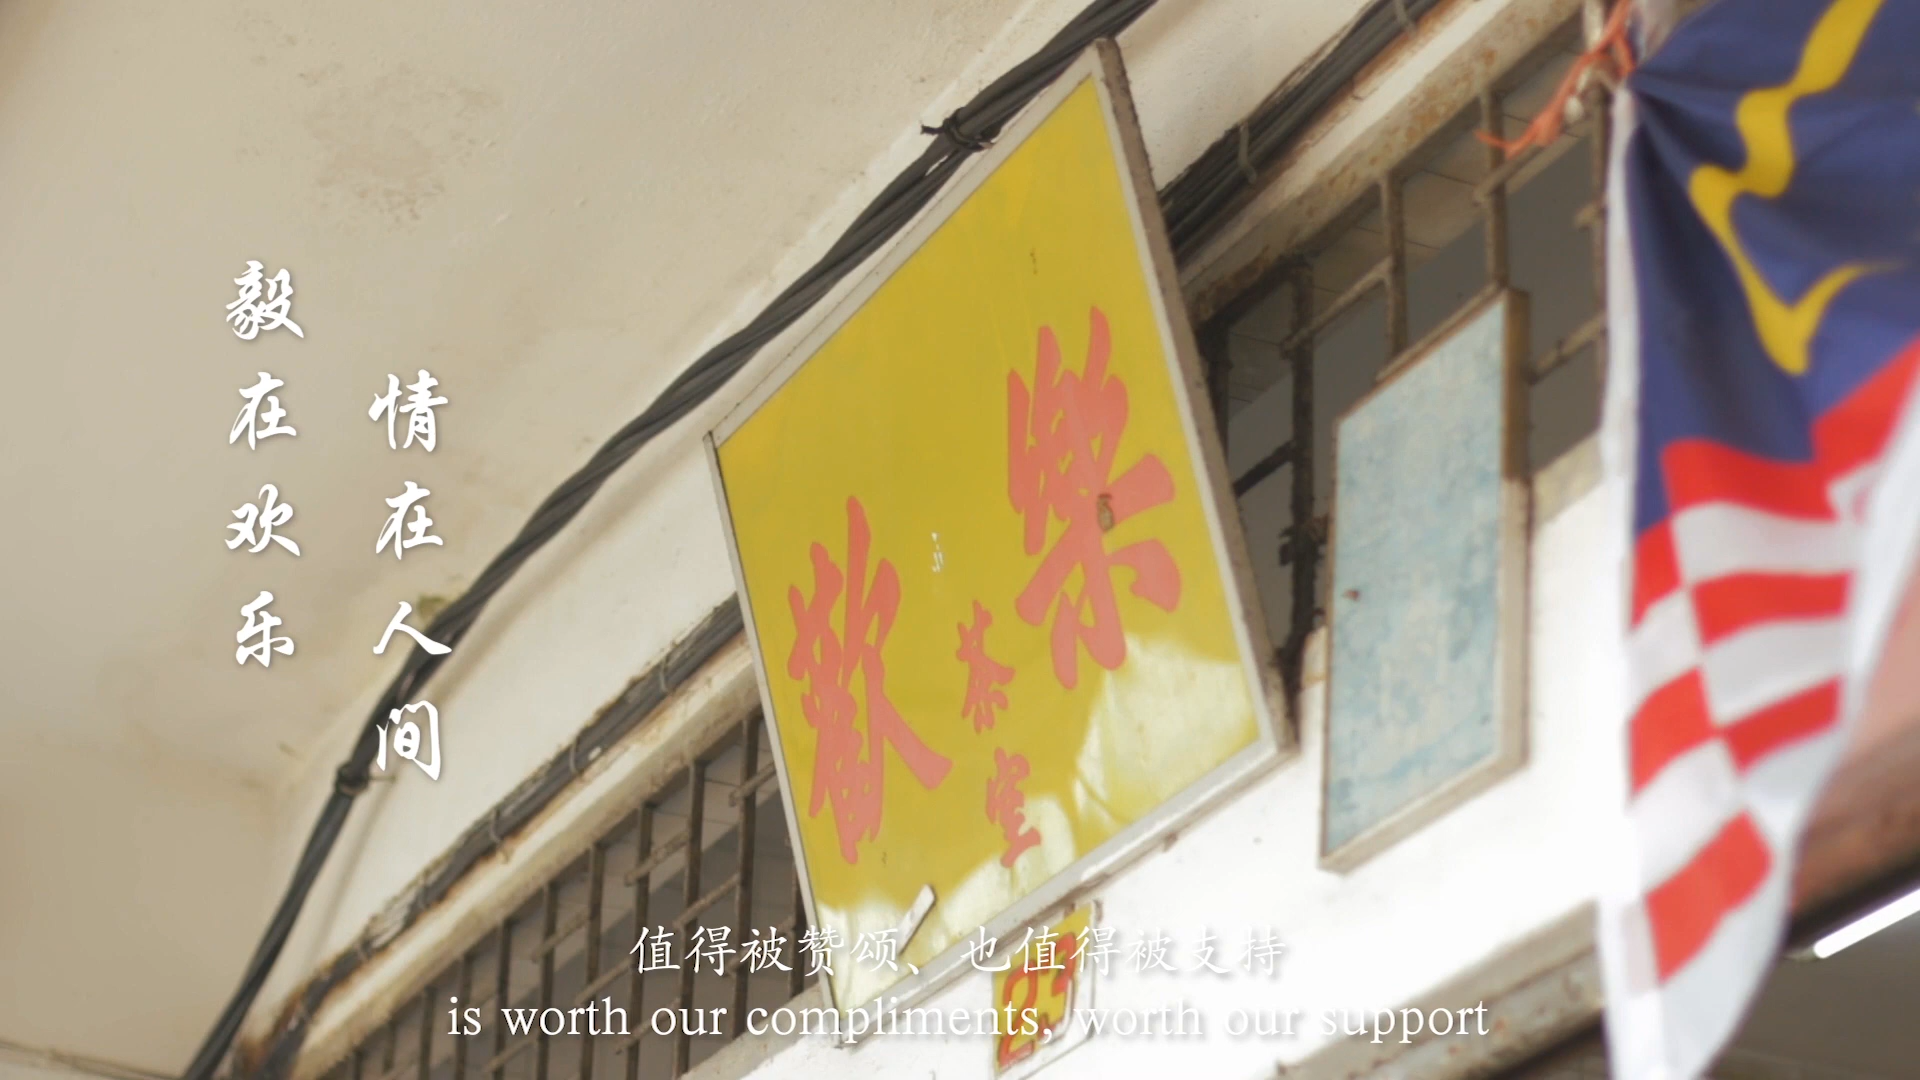 毅在欢乐
情在人间
歡樂
茶室
23
值得被赞颂、也值得被支持
is worth our compliments, worth our support